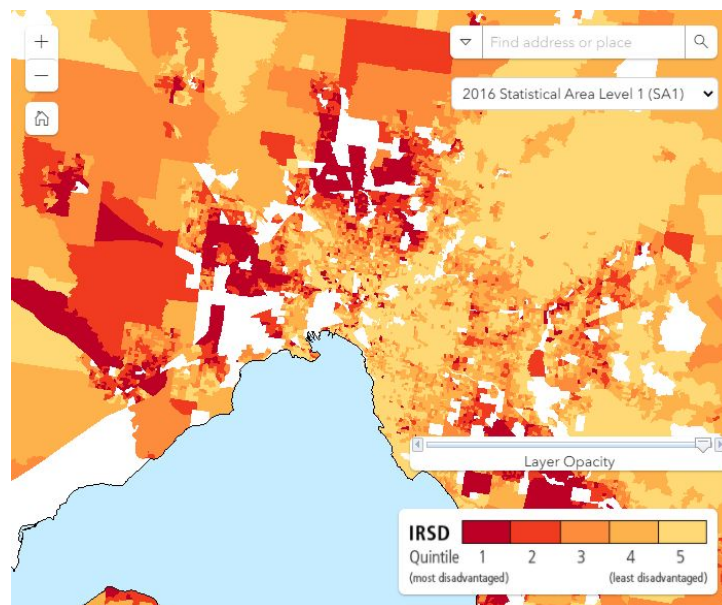 +
Find address or place
−
2016 Statistical Area Level 1 (SA1)
Layer Opacity
IRSD
Quintile 1 2 3 4 5
(most disadvantaged) (least disadvantaged)